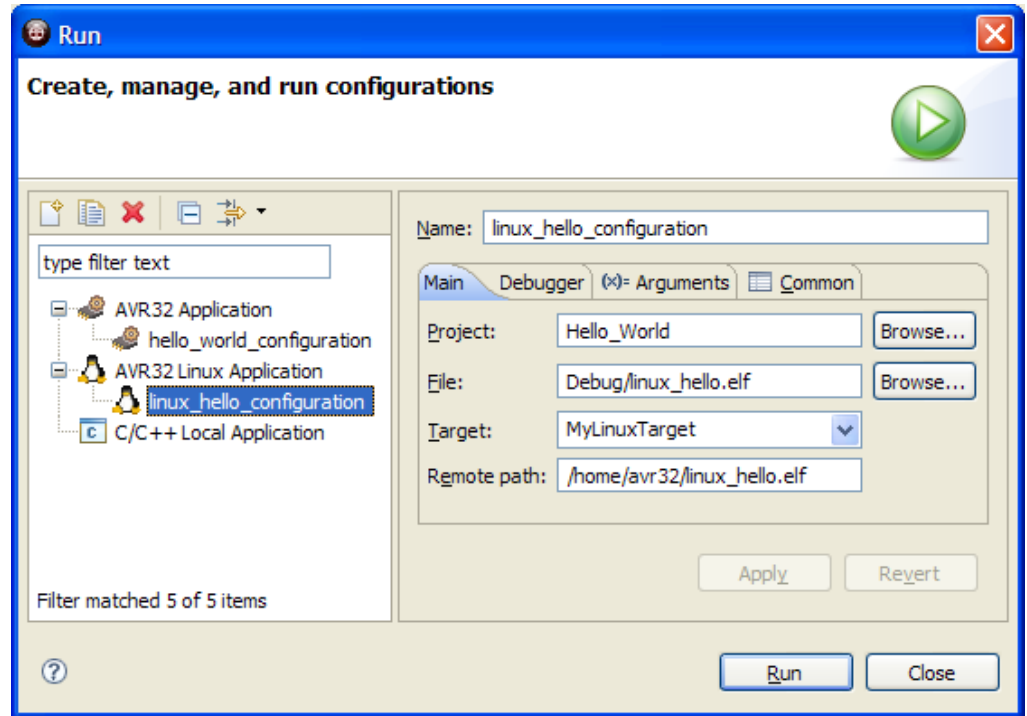 Run
Create, manage, and run configurations
type filter text
AVR32 Application
hello_world_configuration
AVR32 Linux Application
linux_hello_configuration
C C/C++ Local Application
Filter matched 5 of 5 items
Name: linux_hello_configuration
Main Debugger (x)= Arguments Common
Project: Hello_World Browse...
File: Debug/linux_hello.elf Browse...
Target: MyLinuxTarget
Remote path: /home/avr32/linux_hello.elf
Apply Revert
? Run Close